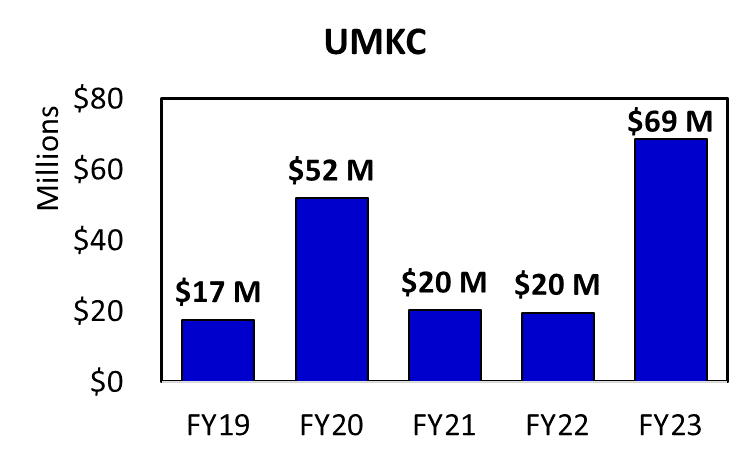 UMKC
Millions
$80
$60
$40
$20
$0
$17 M
$52 M
$20 M
$20 M
$69 M
FY19
FY20
FY21
FY22
FY23